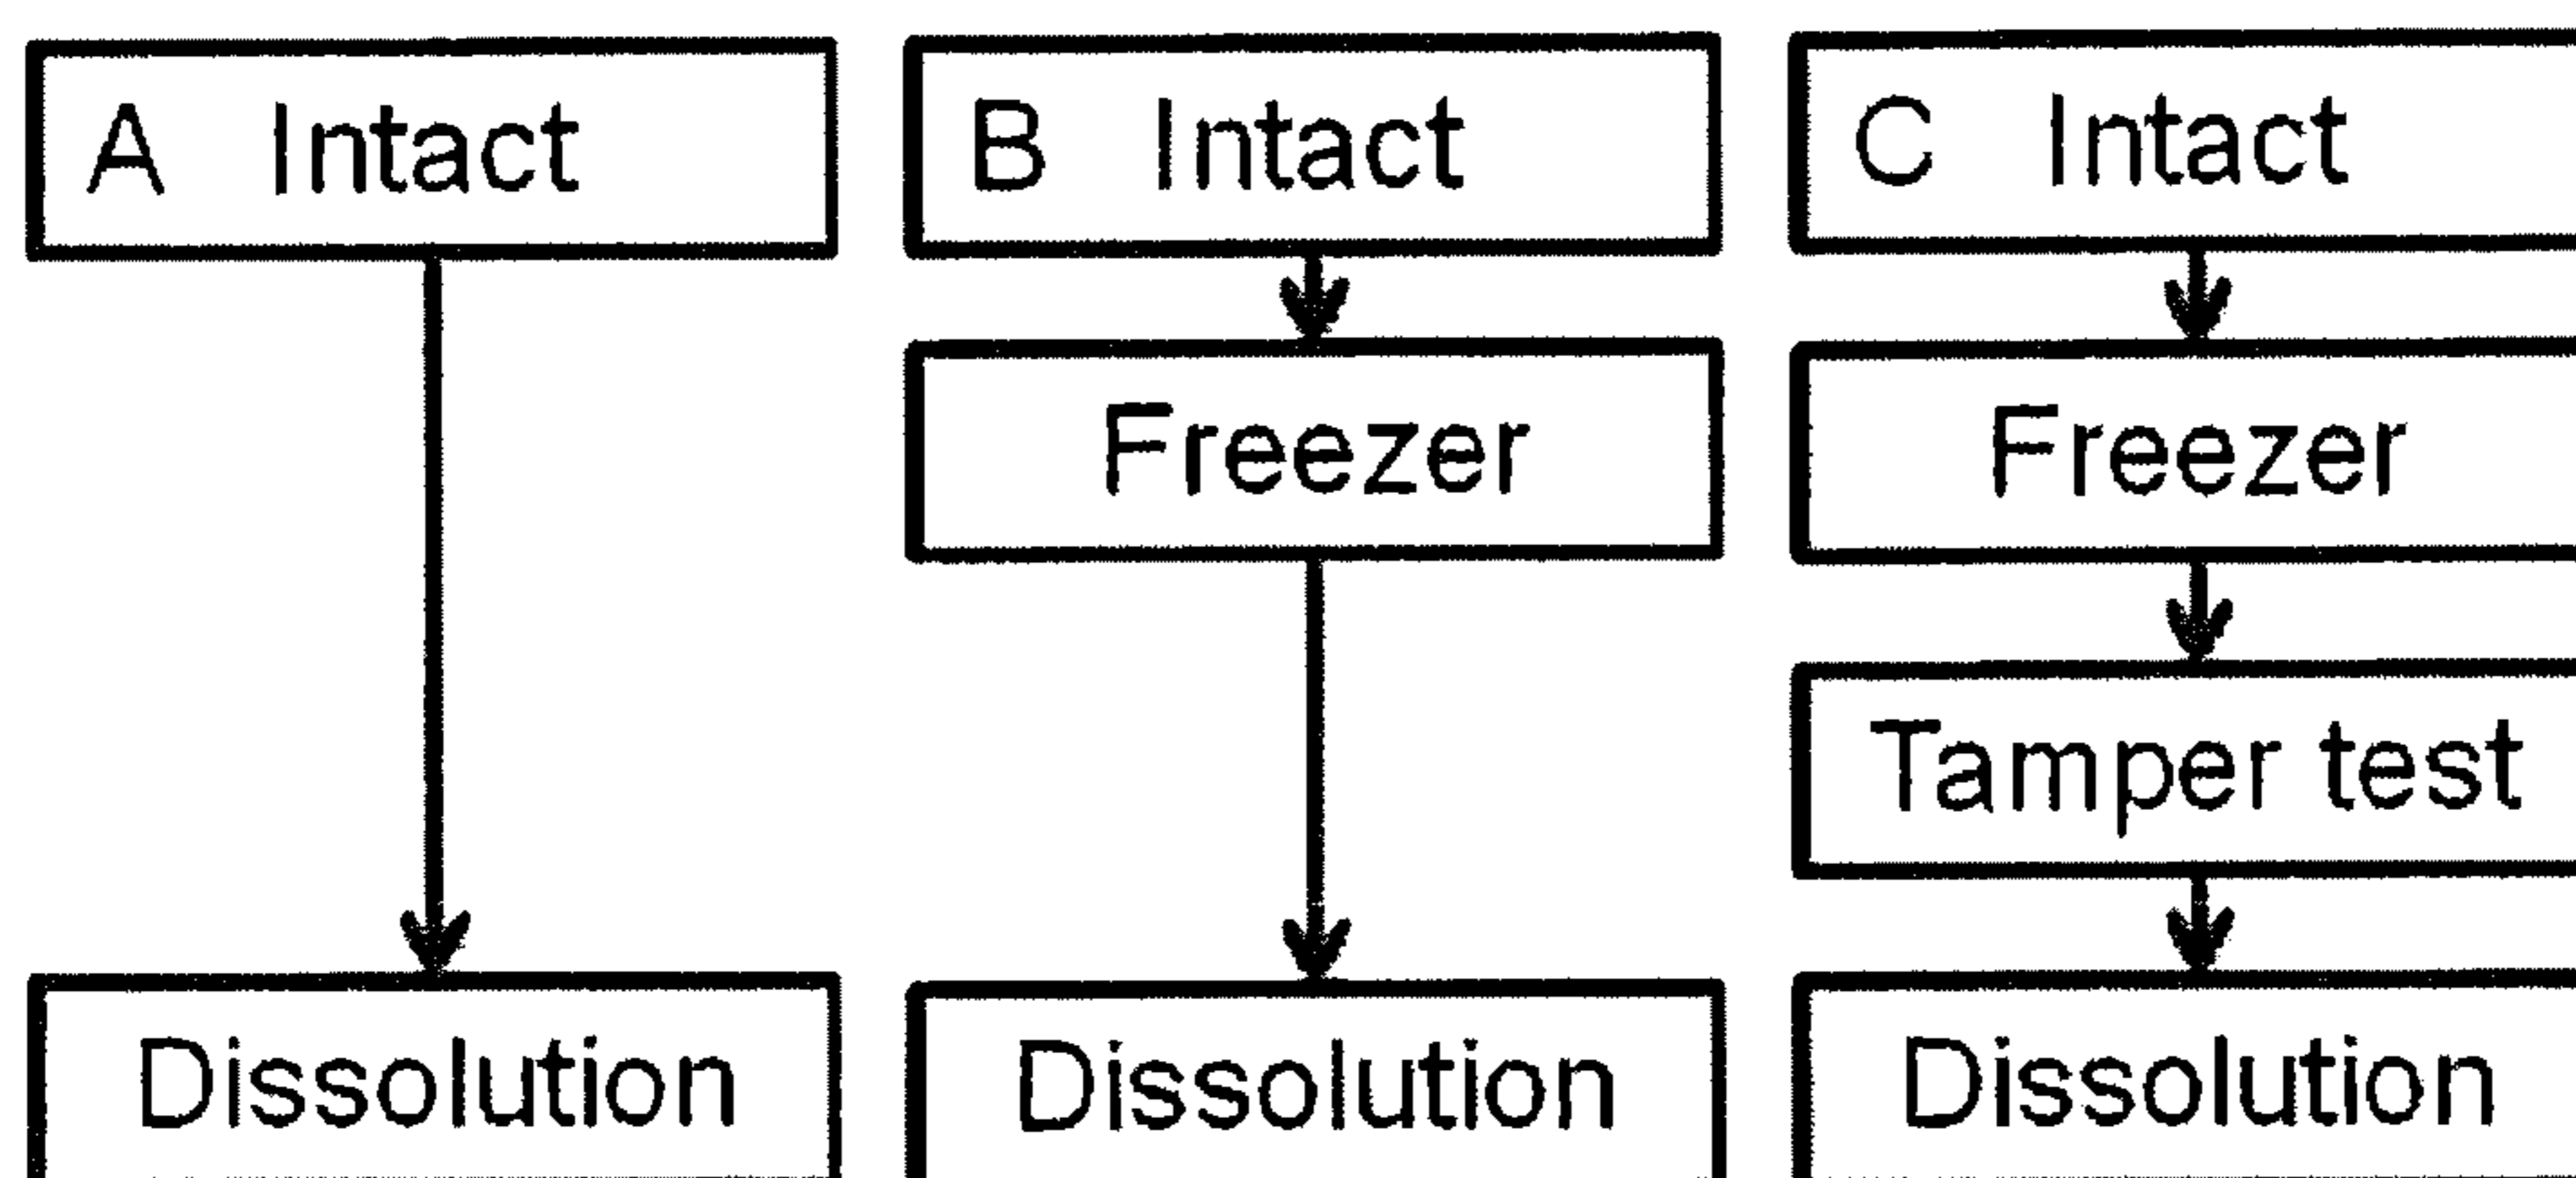 A Intact
B Intact
C Intact
Freezer
Freezer
Tamper test
Dissolution
Dissolution
Dissolution